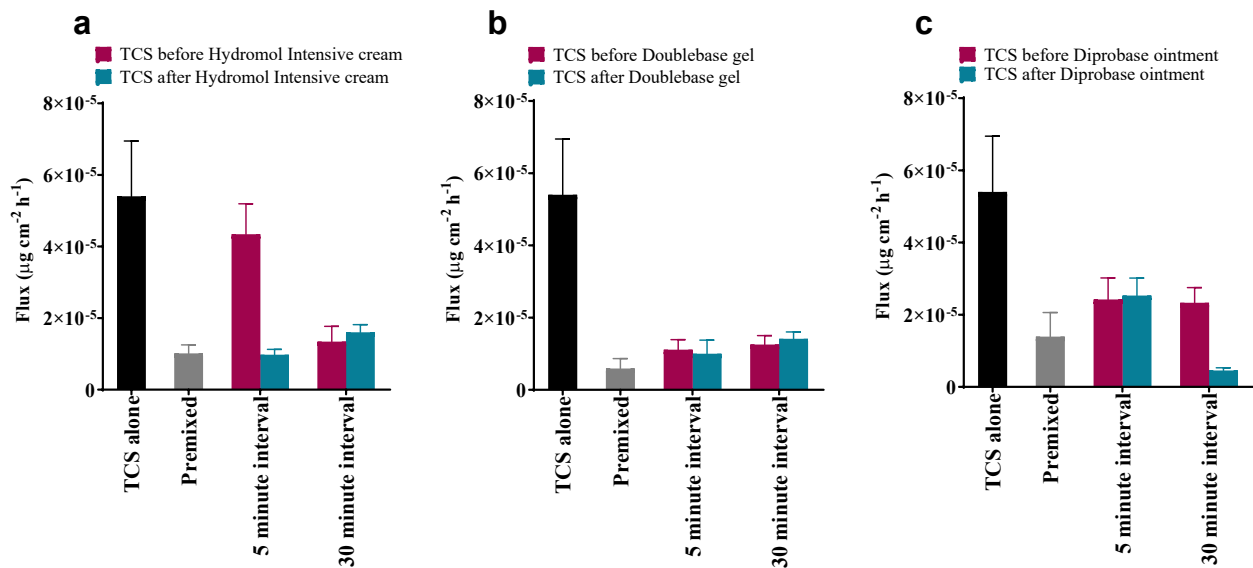 a
TCS before Hydromol Intensive cream
TCS after Hydromol Intensive cream
8×10⁻⁵
6×10⁻⁵
4×10⁻⁵
2×10⁻⁵
0
Flux (µg cm⁻² h⁻¹)
TCS alone
Premixed
5 minute interval
30 minute interval
b
TCS before Doublebase gel
TCS after Doublebase gel
8×10⁻⁵
6×10⁻⁵
4×10⁻⁵
2×10⁻⁵
0
Flux (µg cm⁻² h⁻¹)
TCS alone
Premixed
5 minute interval
30 minute interval
c
TCS before Diprobase ointment
TCS after Diprobase ointment
8×10⁻⁵
6×10⁻⁵
4×10⁻⁵
2×10⁻⁵
0
Flux (µg cm⁻² h⁻¹)
TCS alone
Premixed
5 minute interval
30 minute interval